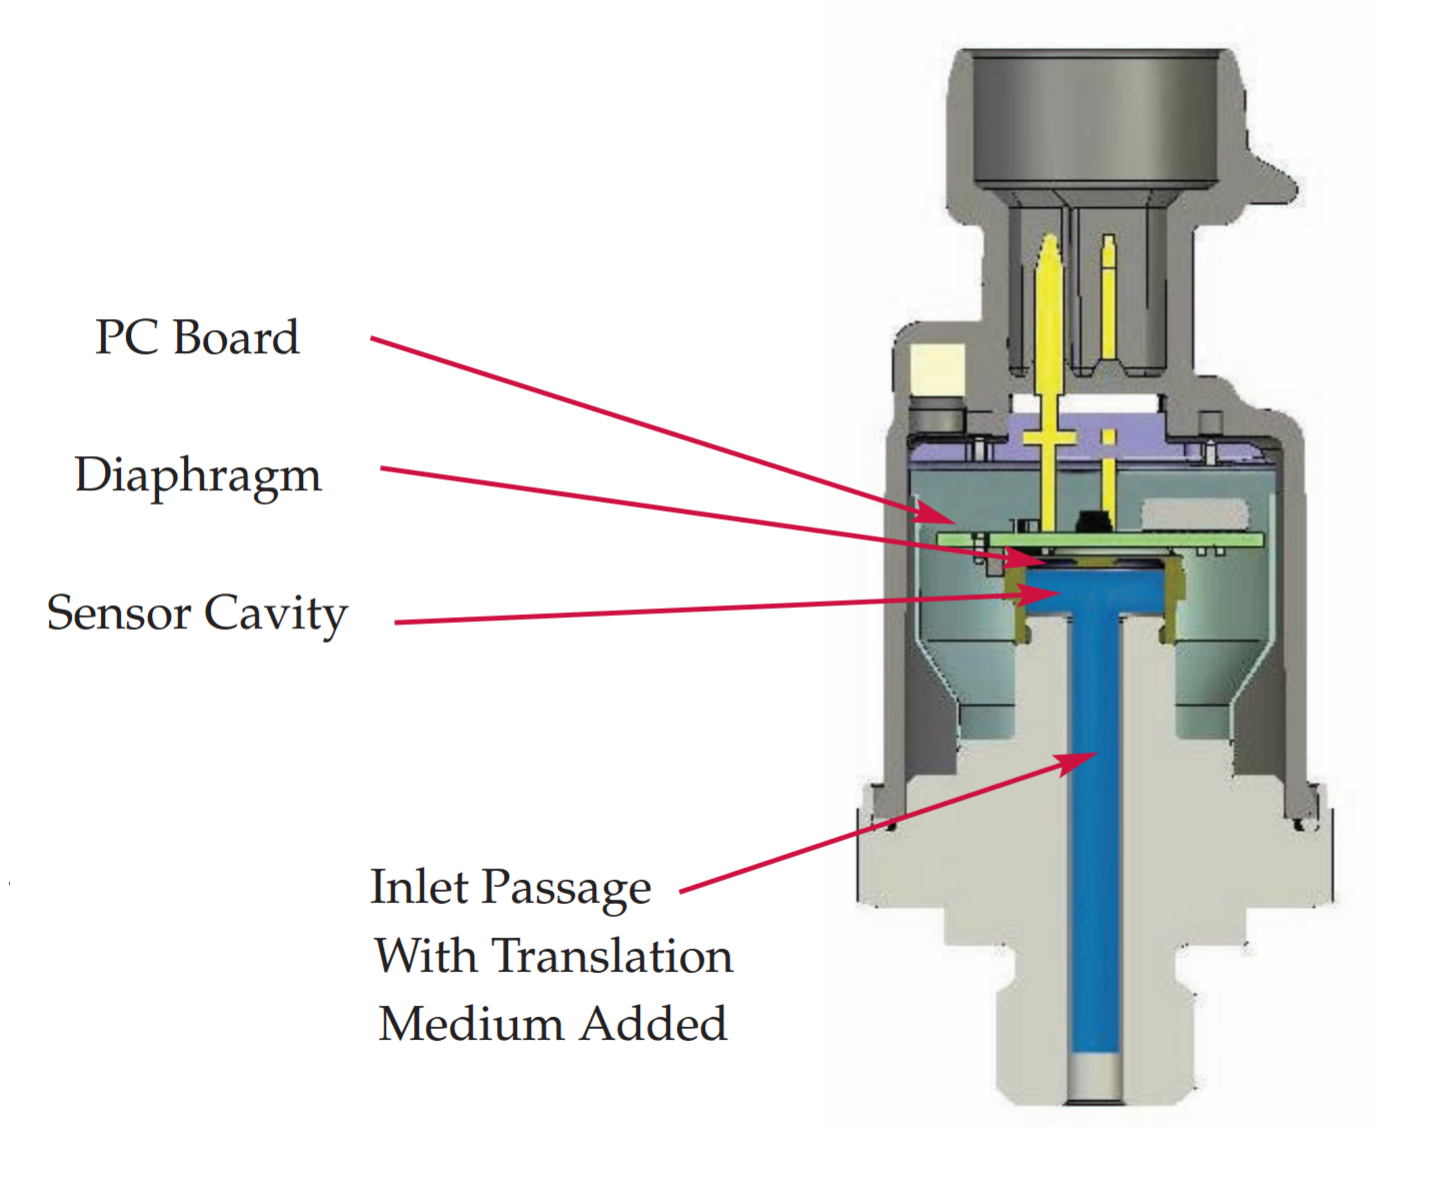 PC Board
Diaphragm
Sensor Cavity
Inlet Passage
With Translation
Medium Added